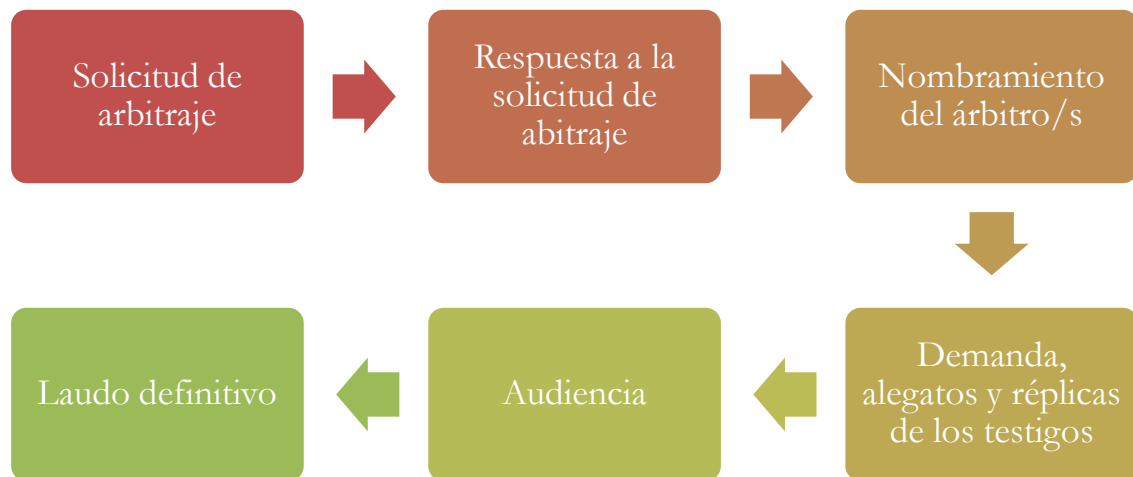 Solicitud de
arbitraje
Respuesta a la
solicitud de
abitraje
Nombramiento
del árbitro/s
Demanda,
alegatos y réplicas
de los testigos
Audiencia
Laudo definitivo